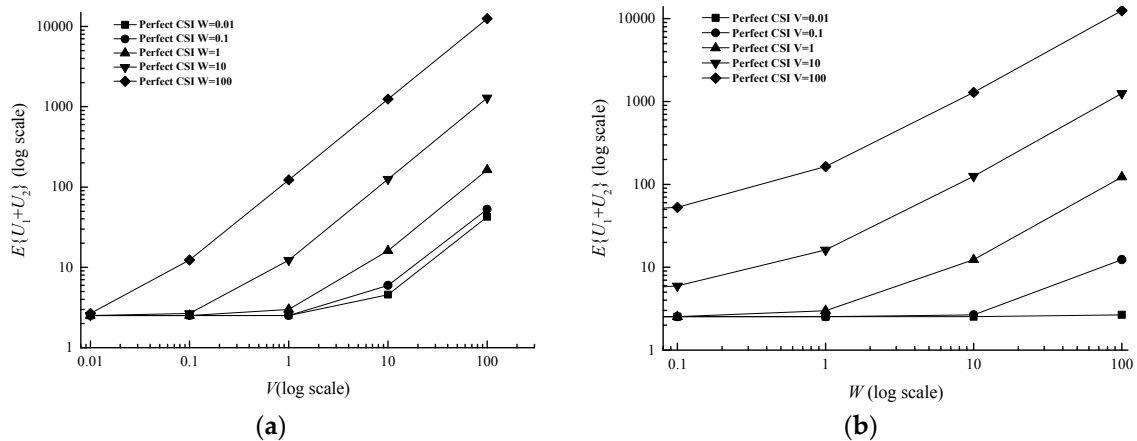 10000
1000
100
10
1
E{U1+U2} (log scale)
Perfect CSI W=0.01
Perfect CSI W=0.1
Perfect CSI W=1
Perfect CSI W=10
Perfect CSI W=100
0.01 0.1 1 10 100
V(log scale)
(a)
10000
1000
100
10
1
E{U1+U2} (log scale)
Perfect CSI V=0.01
Perfect CSI V=0.1
Perfect CSI V=1
Perfect CSI V=10
Perfect CSI V=100
0.1 1 10 100
W (log scale)
(b)